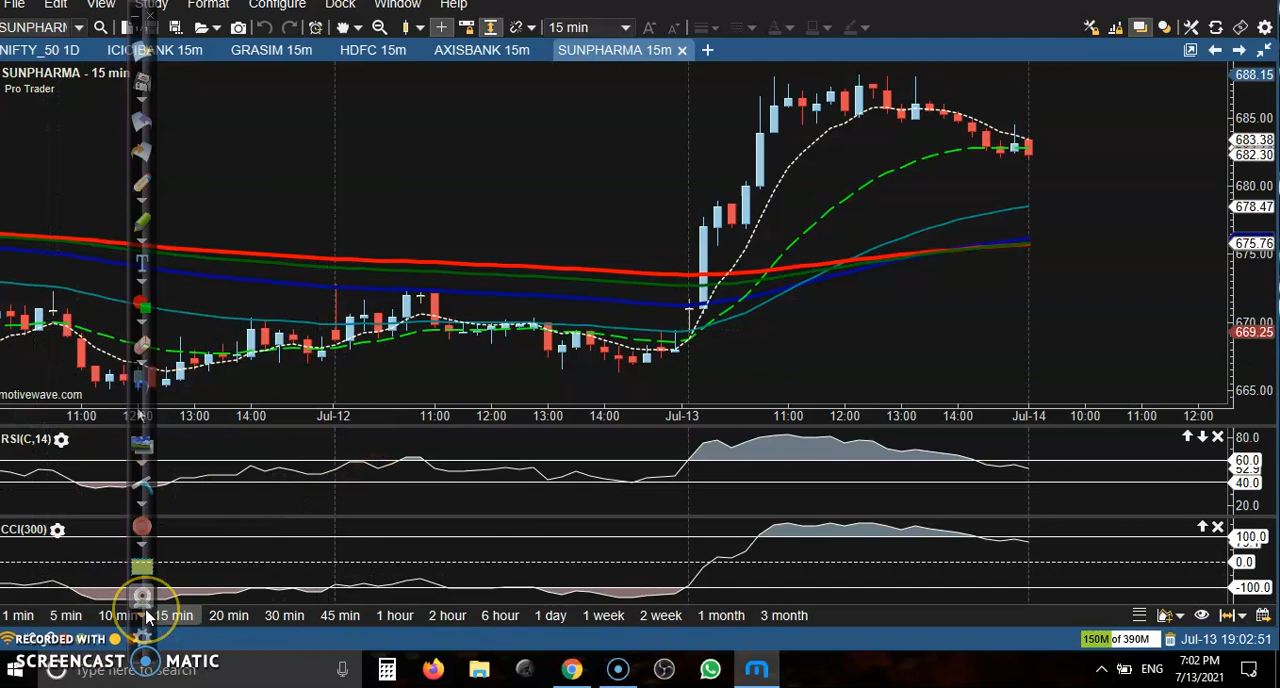 File Edit View Study Format Configure Dock Window Help
SUNPHARM 15 min
NIFTY_50 1D ICICIBANK 15m GRASIM 15m HDFC 15m AXISBANK 15m SUNPHARMA 15m
SUNPHARMA - 15 min
Pro Trader
688.15
685.00
683.38
682.30
680.00
678.47
675.76
675.00
670.00
669.25
665.00
motivewave.com
11:00 13:00 14:00 Jul-12 11:00 12:00 13:00 14:00 Jul-13 11:00 12:00 13:00 14:00 Jul-14 10:00 11:00 12:00
RSI(C,14)
80.0
60.0
52.9
40.0
20.0
CCI(300)
100.0
0.0
-100.0
1 min 5 min 10 min 15 min 20 min 30 min 45 min 1 hour 2 hour 6 hour 1 day 1 week 2 week 1 month 3 month
RECORDED WITH
150M of 390M Jul-13 19:02:51
SCREENCAST MATIC
Type here to search
ENG
7:02 PM
7/13/2021